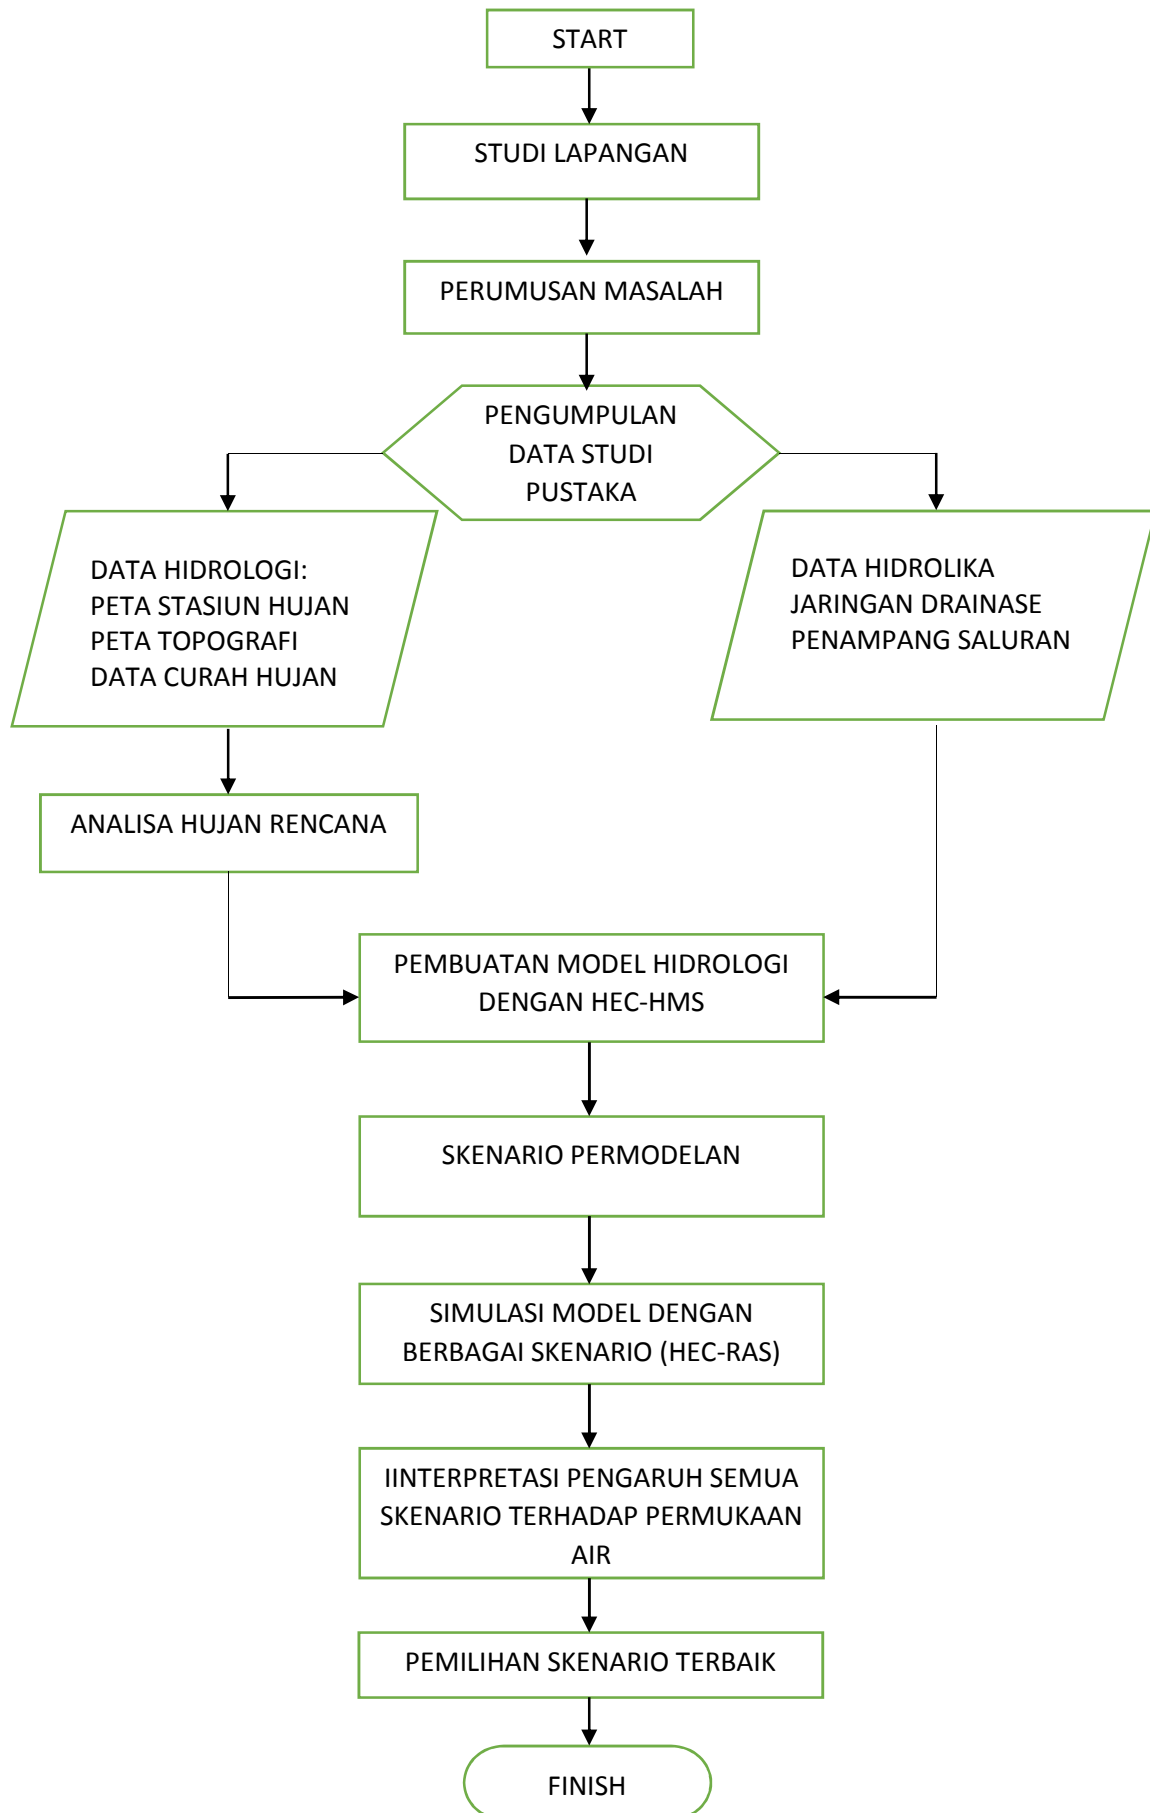 START
STUDI LAPANGAN
PERUMUSAN MASALAH
PENGUMPULAN
DATA STUDI
PUSTAKA
DATA HIDROLOGI:
PETA STASIUN HUJAN
PETA TOPOGRAFI
DATA CURAH HUJAN
DATA HIDROLIKA
JARINGAN DRAINASE
PENAMPANG SALURAN
ANALISA HUJAN RENCANA
PEMBUATAN MODEL HIDROLOGI
DENGAN HEC-HMS
SKENARIO PERMODELAN
SIMULASI MODEL DENGAN
BERBAGAI SKENARIO (HEC-RAS)
IINTERPRETASI PENGARUH SEMUA
SKENARIO TERHADAP PERMUKAAN
AIR
PEMILIHAN SKENARIO TERBAIK
FINISH